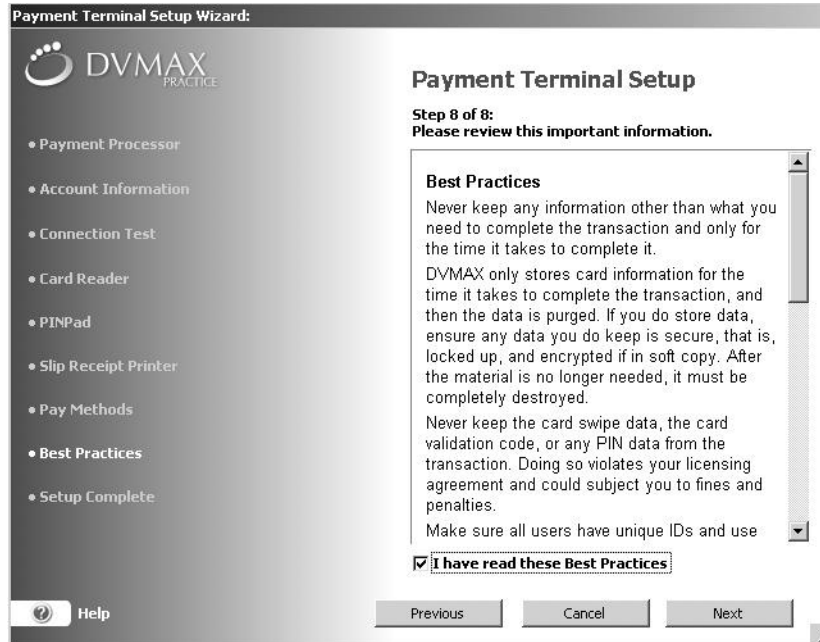 Payment Terminal Setup Wizard:
DVMAX
PRACTICE
• Payment Processor
• Account Information
• Connection Test
• Card Reader
• PINPad
• Slip Receipt Printer
• Pay Methods
• Best Practices
• Setup Complete
? Help
Payment Terminal Setup
Step 8 of 8:
Please review this important information.
Best Practices
Never keep any information other than what you
need to complete the transaction and only for
the time it takes to complete it.
DVMAX only stores card information for the
time it takes to complete the transaction, and
then the data is purged. If you do store data,
ensure any data you do keep is secure, that is,
locked up, and encrypted if in soft copy. After
the material is no longer needed, it must be
completely destroyed.
Never keep the card swipe data, the card
validation code, or any PIN data from the
transaction. Doing so violates your licensing
agreement and could subject you to fines and
penalties.
Make sure all users have unique IDs and use
I have read these Best Practices
Previous
Cancel
Next